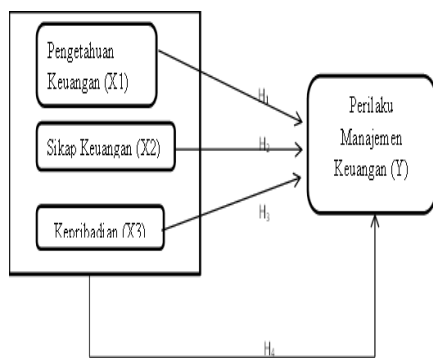 Pengetahuan
Keuangan (X1)
Sikap Keuangan (X2)
Kepribadian (X3)
H1
H2
H3
H4
Perilaku
Manajemen
Keuangan (Y)